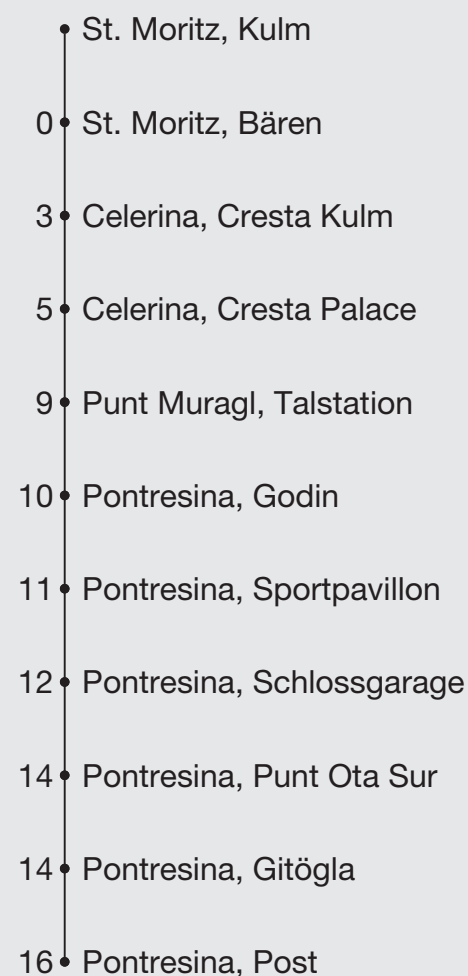 St. Moritz, Kulm
0 St. Moritz, Bären
3 Celerina, Cresta Kulm
5 Celerina, Cresta Palace
9 Punt Muragl, Talstation
10 Pontresina, Godin
11 Pontresina, Sportpavillon
12 Pontresina, Schlossgarage
14 Pontresina, Punt Ota Sur
14 Pontresina, Gitögla
16 Pontresina, Post